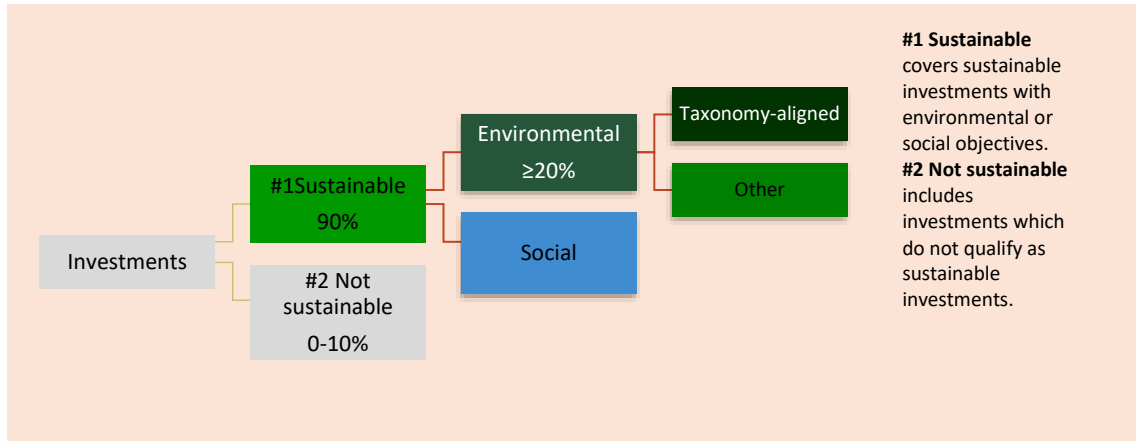 Investments
#1Sustainable
90%
#2 Not
sustainable
0-10%
Environmental
≥20%
Social
Taxonomy-aligned
Other
#1 Sustainable
covers sustainable
investments with
environmental or
social objectives.
#2 Not sustainable
includes
investments which
do not qualify as
sustainable
investments.